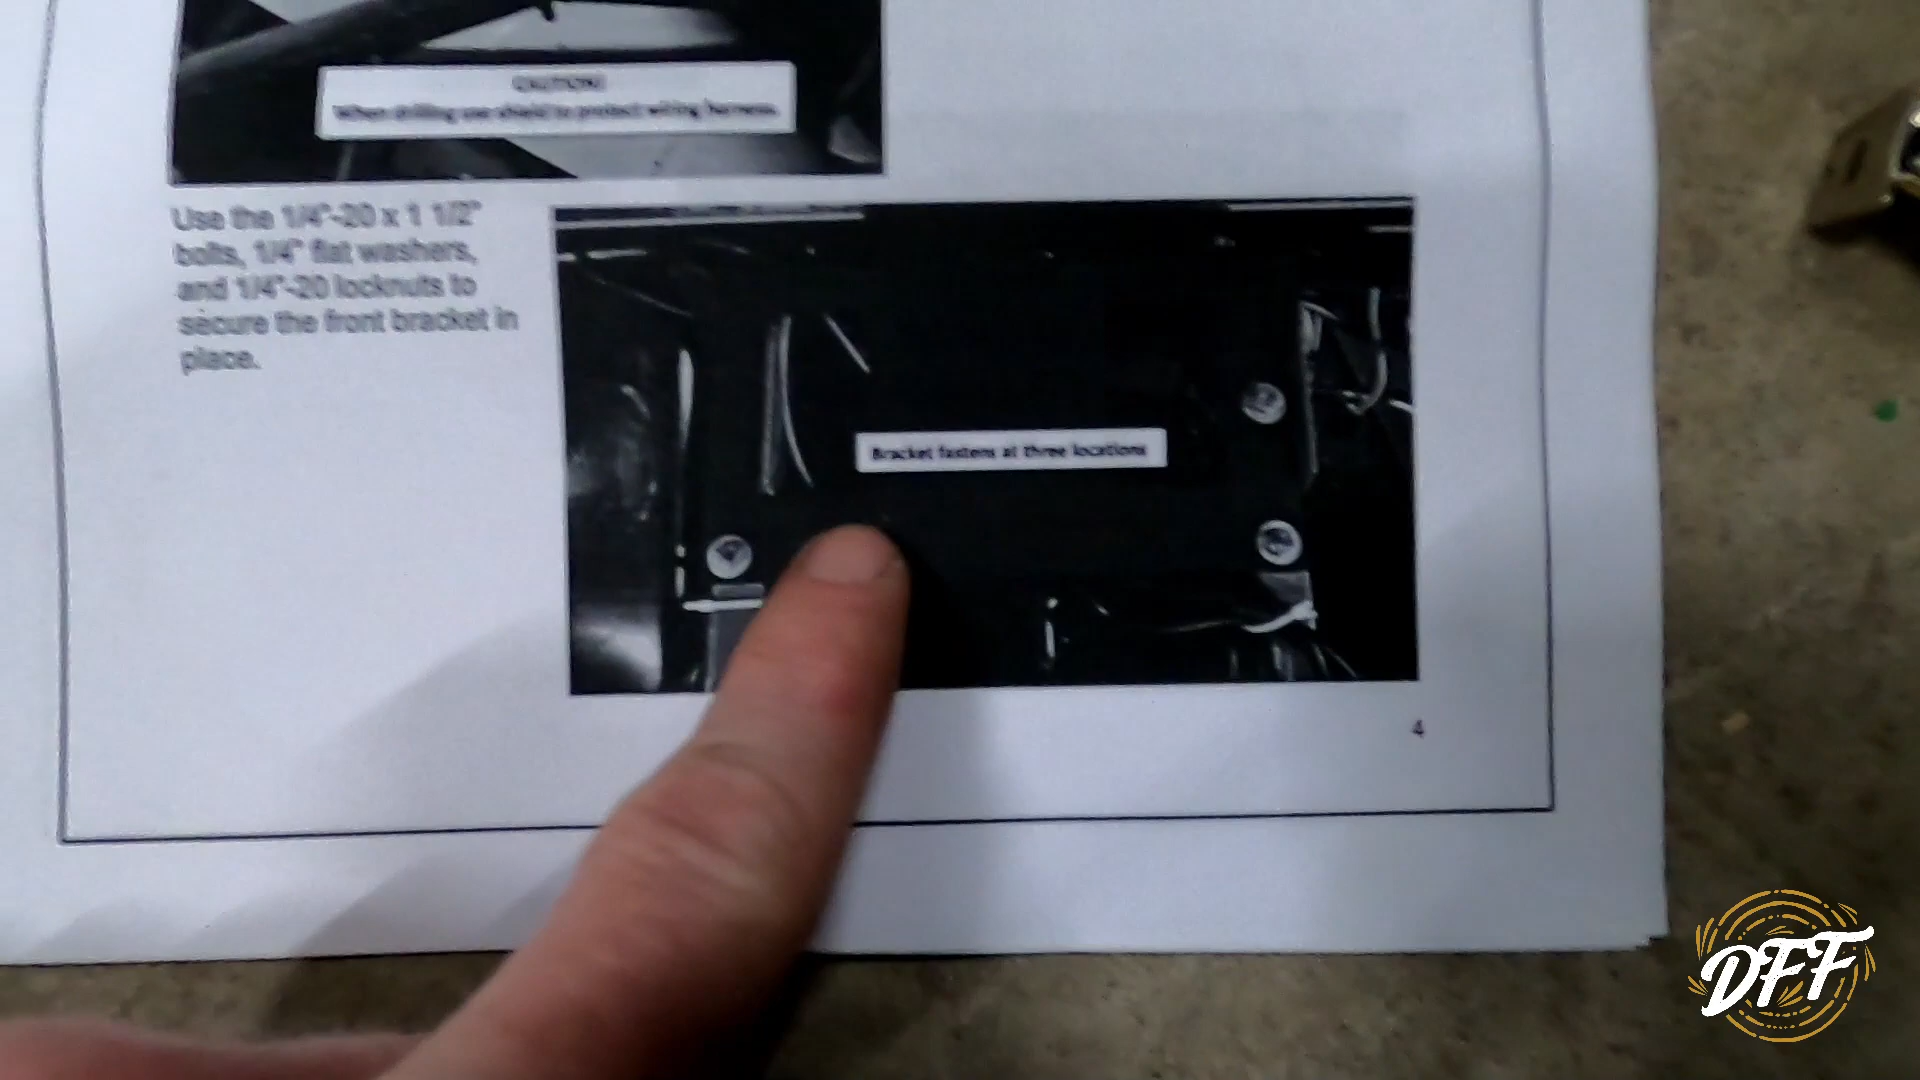 CAUTION!
When drilling use shield to protect wiring harness.
Use the 1/4"-20 x 1 1/2"
bolts, 1/4" flat washers,
and 1/4"-20 locknuts to
secure the front bracket in
place.
Bracket fastens at three locations
4
DFF